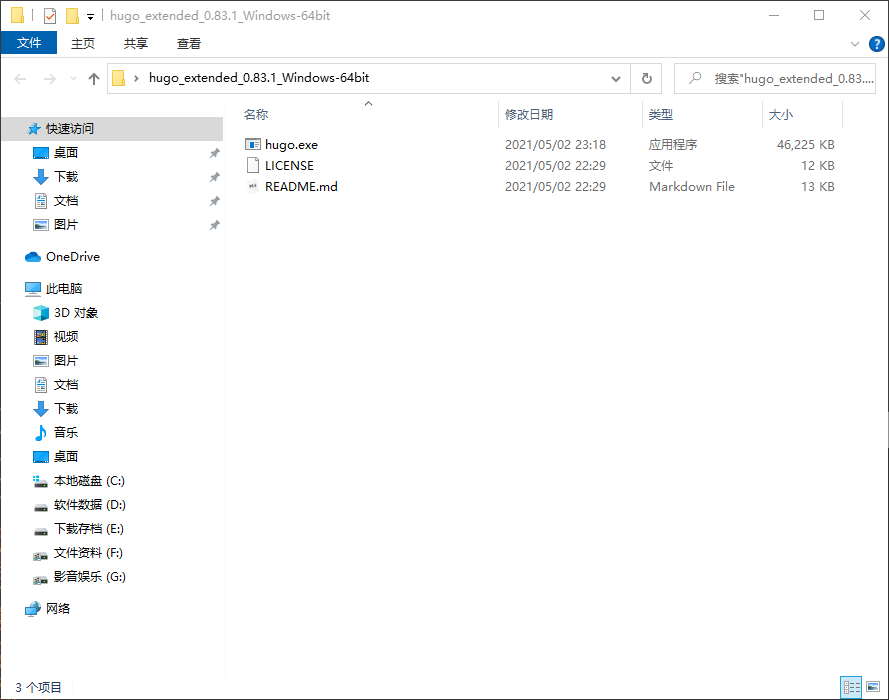 hugo_extended_0.83.1_Windows-64bit
文件 主页 共享 查看
hugo_extended_0.83.1_Windows-64bit 搜索"hugo_extended_0.83....
名称 修改日期 类型 大小
快速访问
桌面
下载
文档
图片
OneDrive
此电脑
3D 对象
视频
图片
文档
下载
音乐
桌面
本地磁盘 (C:)
软件数据 (D:)
下载存档 (E:)
文件资料 (F:)
影音娱乐 (G:)
网络
hugo.exe 2021/05/02 23:18 应用程序 46,225 KB
LICENSE 2021/05/02 22:29 文件 12 KB
README.md 2021/05/02 22:29 Markdown File 13 KB
3 个项目